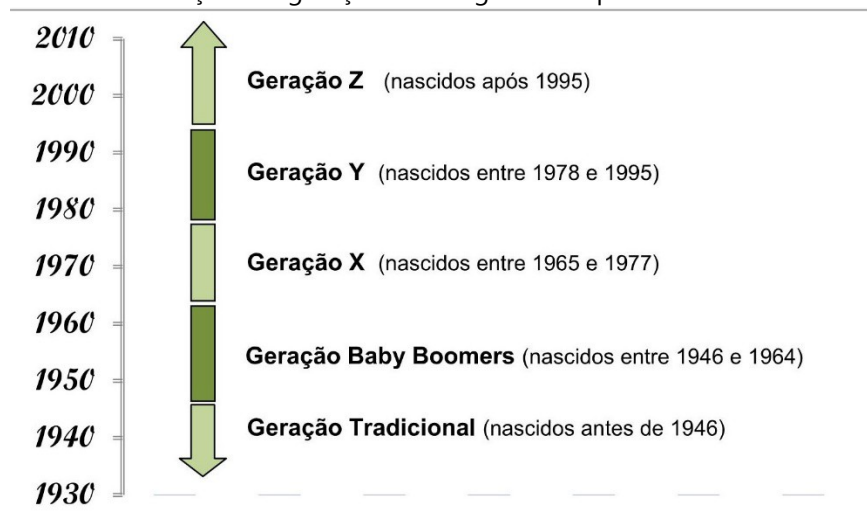 2010
Geração Z (nascidos após 1995)
2000
1990
Geração Y (nascidos entre 1978 e 1995)
1980
1970 Geração X (nascidos entre 1965 e 1977)
1960
Geração Baby Boomers (nascidos entre 1946 e 1964)
1950
1940 Geração Tradicional (nascidos antes de 1946)
1930